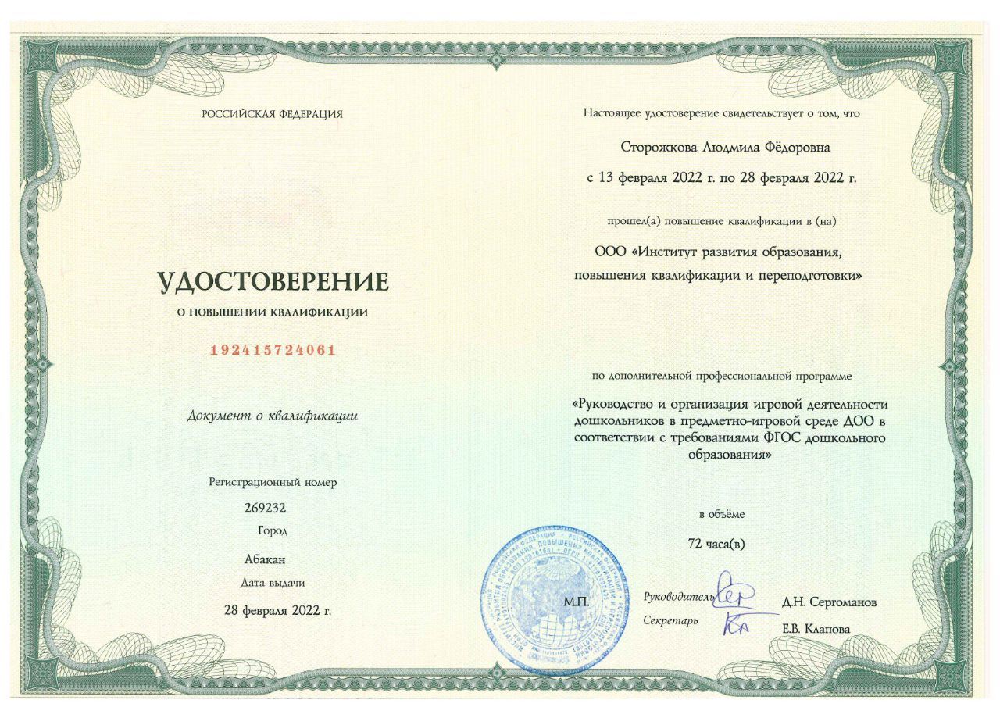 РОССИЙСКАЯ ФЕДЕРАЦИЯ
УДОСТОВЕРЕНИЕ
О ПОВЫШЕНИИ КВАЛИФИКАЦИИ
192415724061
Документ о квалификации
Регистрационный номер
269232
Город
Абакан
Дата выдачи
28 февраля 2022 г.
Настоящее удостоверение свидетельствует о том, что
Сторожкова Людмила Фёдоровна
с 13 февраля 2022 г. по 28 февраля 2022 г.
прошел(а) повышение квалификации в (на)
ООО «Институт развития образования,
повышения квалификации и переподготовки»
по дополнительной профессиональной программе
«Руководство и организация игровой деятельности
дошкольников в предметно-игровой среде ДОО в
соответствии с требованиями ФГОС дошкольного
образования»
в объёме
72 часа(в)
М.П.
Руководитель
Д.Н. Сергоманов
Секретарь
Е.В. Клапова